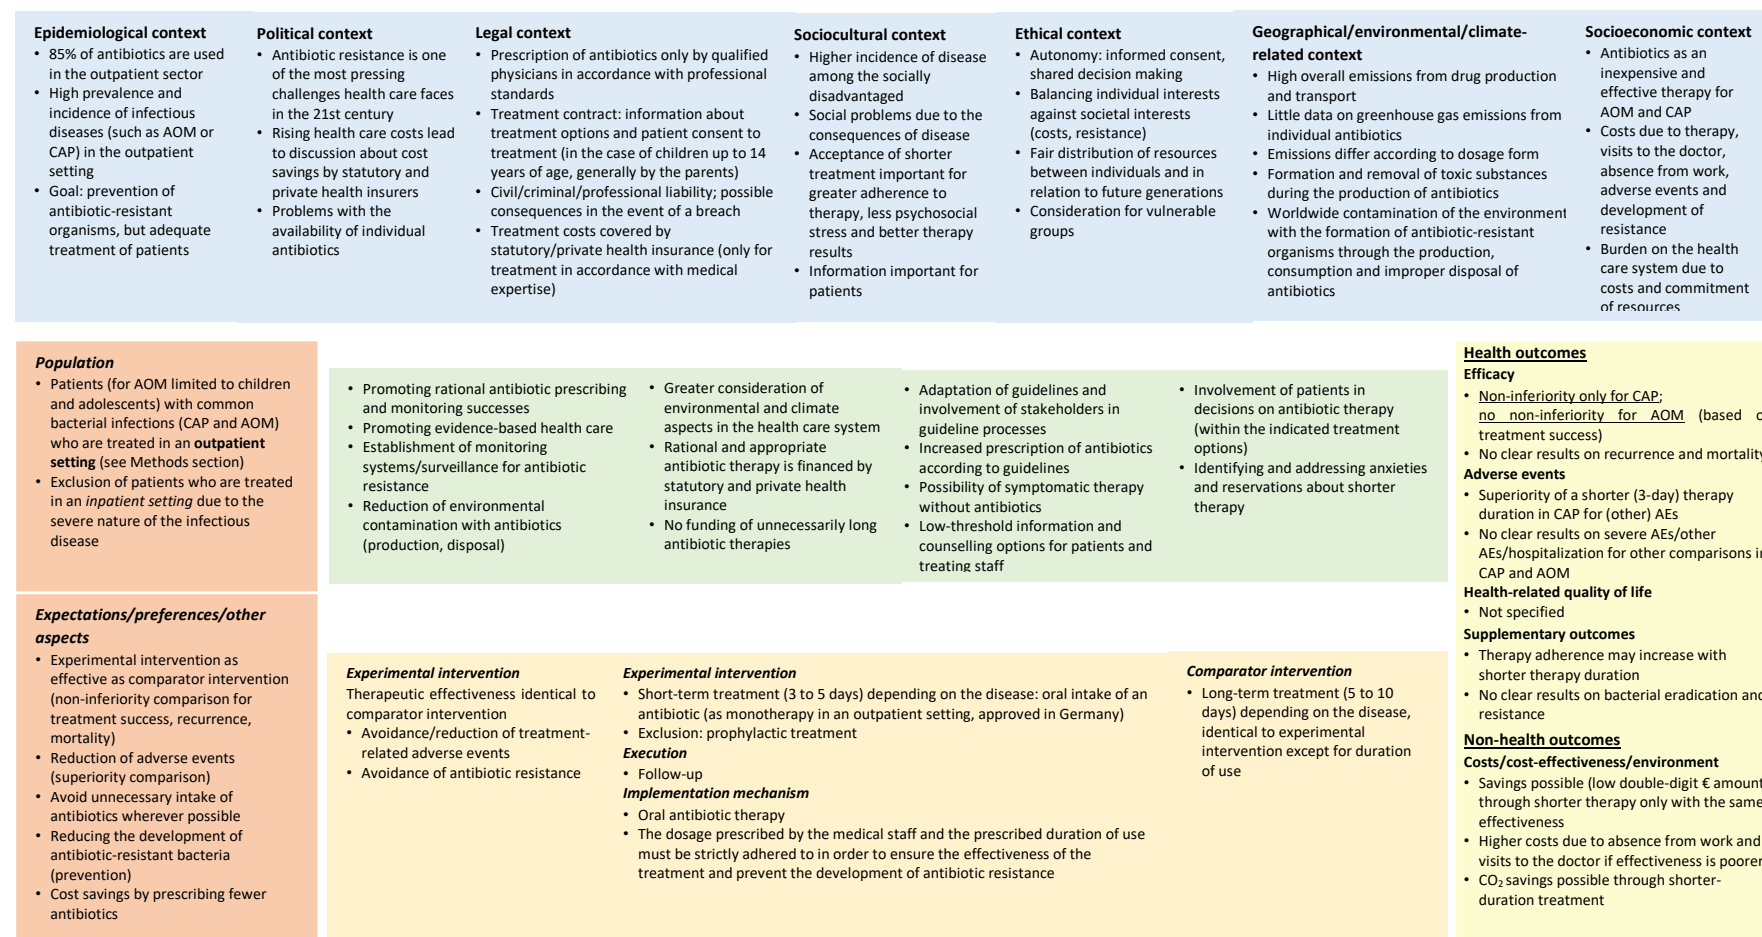 Epidemiological context
• 85% of antibiotics are used
in the outpatient sector
• High prevalence and
incidence of infectious
diseases (such as AOM or
CAP) in the outpatient
setting
• Goal: prevention of
antibiotic-resistant
organisms, but adequate
treatment of patients
Political context
• Antibiotic resistance is one
of the most pressing
challenges health care faces
in the 21st century
• Rising health care costs lead
to discussion about cost
savings by statutory and
private health insurers
• Problems with the
availability of individual
antibiotics
Legal context
• Prescription of antibiotics only by qualified
physicians in accordance with professional
standards
• Treatment contract: information about
treatment options and patient consent to
treatment (in the case of children up to 14
years of age, generally by the parents)
• Civil/criminal/professional liability; possible
consequences in the event of a breach
• Treatment costs covered by
statutory/private health insurance (only for
treatment in accordance with medical
expertise)
Sociocultural context
• Higher incidence of disease
among the socially
disadvantaged
• Social problems due to the
consequences of disease
• Acceptance of shorter
treatment important for
greater adherence to
therapy, less psychosocial
stress and better therapy
results
• Information important for
patients
Ethical context
• Autonomy: informed consent,
shared decision making
• Balancing individual interests
against societal interests
(costs, resistance)
• Fair distribution of resources
between individuals and in
relation to future generations
• Consideration for vulnerable
groups
Geographical/environmental/climate-
related context
• High overall emissions from drug production
and transport
• Little data on greenhouse gas emissions from
individual antibiotics
• Emissions differ according to dosage form
• Formation and removal of toxic substances
during the production of antibiotics
• Worldwide contamination of the environment
with the formation of antibiotic-resistant
organisms through the production,
consumption and improper disposal of
antibiotics
Socioeconomic context
• Antibiotics as an
inexpensive and
effective therapy for
AOM and CAP
• Costs due to therapy,
visits to the doctor,
absence from work,
adverse events and
development of
resistance
• Burden on the health
care system due to
costs and commitment
of resources
Population
• Patients (for AOM limited to children
and adolescents) with common
bacterial infections (CAP and AOM)
who are treated in an outpatient
setting (see Methods section)
• Exclusion of patients who are treated
in an inpatient setting due to the
severe nature of the infectious
disease
• Promoting rational antibiotic prescribing
and monitoring successes
• Promoting evidence-based health care
• Establishment of monitoring
systems/surveillance for antibiotic
resistance
• Reduction of environmental
contamination with antibiotics
(production, disposal)
• Greater consideration of
environmental and climate
aspects in the health care system
• Rational and appropriate
antibiotic therapy is financed by
statutory and private health
insurance
• No funding of unnecessarily long
antibiotic therapies
• Adaptation of guidelines and
involvement of stakeholders in
guideline processes
• Increased prescription of antibiotics
according to guidelines
• Possibility of symptomatic therapy
without antibiotics
• Low-threshold information and
counselling options for patients and
treating staff
• Involvement of patients in
decisions on antibiotic therapy
(within the indicated treatment
options)
• Identifying and addressing anxieties
and reservations about shorter
therapy
Expectations/preferences/other
aspects
• Experimental intervention as
effective as comparator intervention
(non-inferiority comparison for
treatment success, recurrence,
mortality)
• Reduction of adverse events
(superiority comparison)
• Avoid unnecessary intake of
antibiotics wherever possible
• Reducing the development of
antibiotic-resistant bacteria
(prevention)
• Cost savings by prescribing fewer
antibiotics
Experimental intervention
Therapeutic effectiveness identical to
comparator intervention
• Avoidance/reduction of treatment-
related adverse events
• Avoidance of antibiotic resistance
Experimental intervention
• Short-term treatment (3 to 5 days) depending on the disease: oral intake of an
antibiotic (as monotherapy in an outpatient setting, approved in Germany)
• Exclusion: prophylactic treatment
Execution
• Follow-up
Implementation mechanism
• Oral antibiotic therapy
• The dosage prescribed by the medical staff and the prescribed duration of use
must be strictly adhered to in order to ensure the effectiveness of the
treatment and prevent the development of antibiotic resistance
Comparator intervention
• Long-term treatment (5 to 10
days) depending on the disease,
identical to experimental
intervention except for duration
of use
Health outcomes
Efficacy
• Non-inferiority only for CAP;
no non-inferiority for AOM (based
treatment success)
• No clear results on recurrence and mortality
Adverse events
• Superiority of a shorter (3-day) therapy
duration in CAP for (other) AEs
• No clear results on severe AEs/other
AEs/hospitalization for other comparisons in
CAP and AOM
Health-related quality of life
• Not specified
Supplementary outcomes
• Therapy adherence may increase with
shorter therapy duration
• No clear results on bacterial eradication and
resistance
Non-health outcomes
Costs/cost-effectiveness/environment
• Savings possible (low double-digit € amount
through shorter therapy only with the same
effectiveness
• Higher costs due to absence from work and
visits to the doctor if effectiveness is poorer
• CO2 savings possible through shorter-
duration treatment